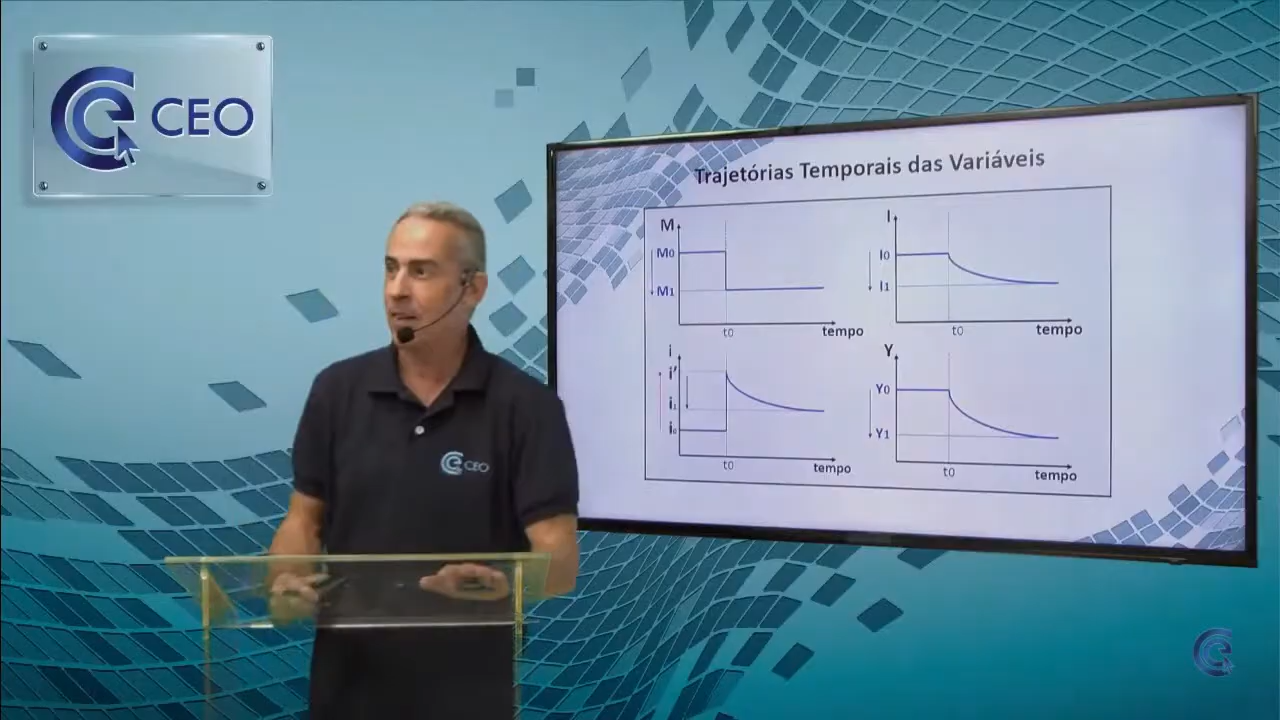 CEO
Trajetórias Temporais das Variáveis
M
M0
M1
t0
tempo
I
I0
I1
t0
tempo
i
i'
i₁
i₀
t0
tempo
Y
Y0
Y1
t0
tempo
CEO